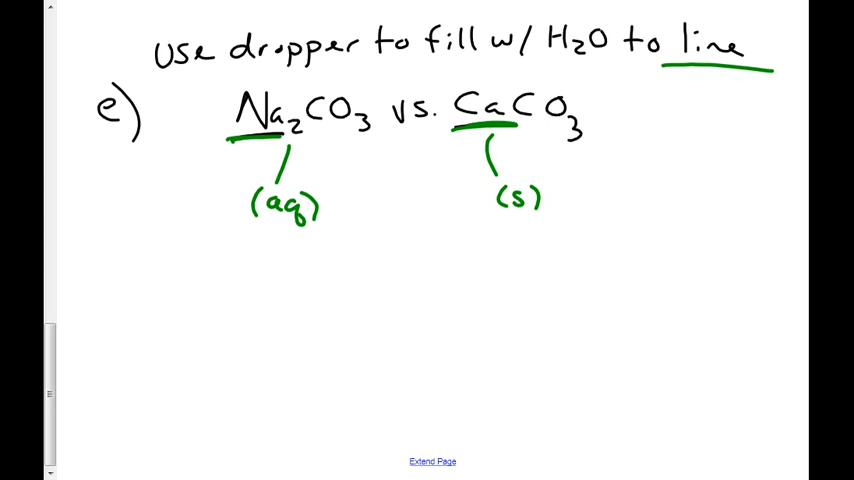 use dropper to fill w/ H₂O to line
e) Na₂CO₃ vs. CaCO₃
(aq) (s)
Extend Page